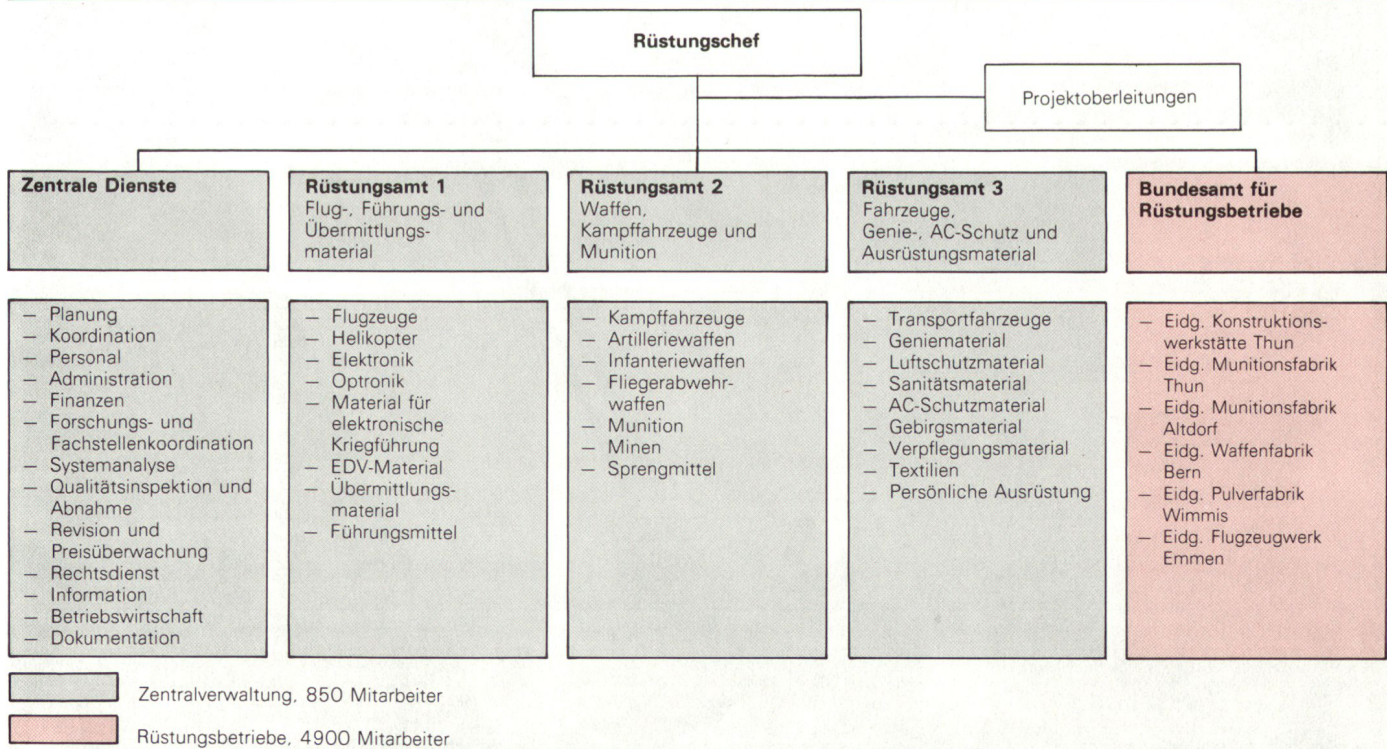 Rüstungschef
Projektoberleitungen
Zentrale Dienste
Rüstungsamt 1
Flug-, Führungs- und
Übermittlungs-
material
Rüstungsamt 2
Waffen,
Kampffahrzeuge und
Munition
Rüstungsamt 3
Fahrzeuge,
Genie-, AC-Schutz und
Ausrüstungsmaterial
Bundesamt für
Rüstungsbetriebe
— Planung
— Koordination
— Personal
— Administration
— Finanzen
— Forschungs- und
Fachstellenkoordination
— Systemanalyse
— Qualitätsinspektion und
Abnahme
— Revision und
Preisüberwachung
— Rechtsdienst
— Information
— Betriebswirtschaft
— Dokumentation
— Flugzeuge
— Helikopter
— Elektronik
— Optronik
— Material für
elektronische
Kriegführung
— EDV-Material
— Übermittlungs-
material
— Führungsmittel
— Kampffahrzeuge
— Artilleriewaffen
— Infanteriewaffen
— Fliegerabwehr-
waffen
— Munition
— Minen
— Sprengmittel
— Transportfahrzeuge
— Geniematerial
— Luftschutzmaterial
— Sanitätsmaterial
— AC-Schutzmaterial
— Gebirgsmaterial
— Verpflegungsmaterial
— Textilien
— Persönliche Ausrüstung
— Eidg. Konstruktions-
werkstätte Thun
— Eidg. Munitionsfabrik
Thun
— Eidg. Munitionsfabrik
Altdorf
— Eidg. Waffenfabrik
Bern
— Eidg. Pulverfabrik
Wimmis
— Eidg. Flugzeugwerk
Emmen
Zentralverwaltung, 850 Mitarbeiter
Rüstungsbetriebe, 4900 Mitarbeiter